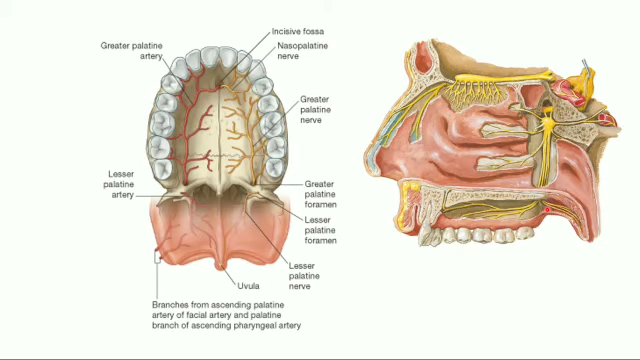 Incisive fossa
Greater palatine
artery
Nasopalatine
nerve
Greater
palatine
nerve
Lesser
palatine
artery
Greater
palatine
foramen
Lesser
palatine
foramen
Lesser
palatine
nerve
Uvula
Branches from ascending palatine
artery of facial artery and palatine
branch of ascending pharyngeal artery